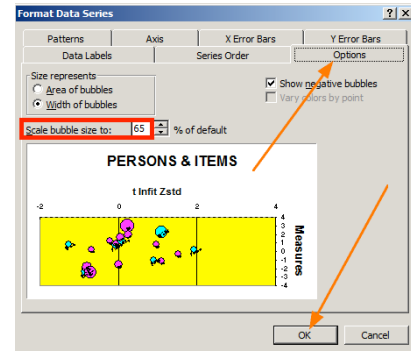 Format Data Series
? X
Patterns Axis X Error Bars Y Error Bars
Data Labels Series Order Options
Size represents
Area of bubbles
Width of bubbles
Show negative bubbles
Vary colors by point
Scale bubble size to: 65 % of default
PERSONS & ITEMS
t Infit Zstd
-2 0 2 4
Measures
4
3
2
1
0
-1
-2
-3
-4
OK Cancel